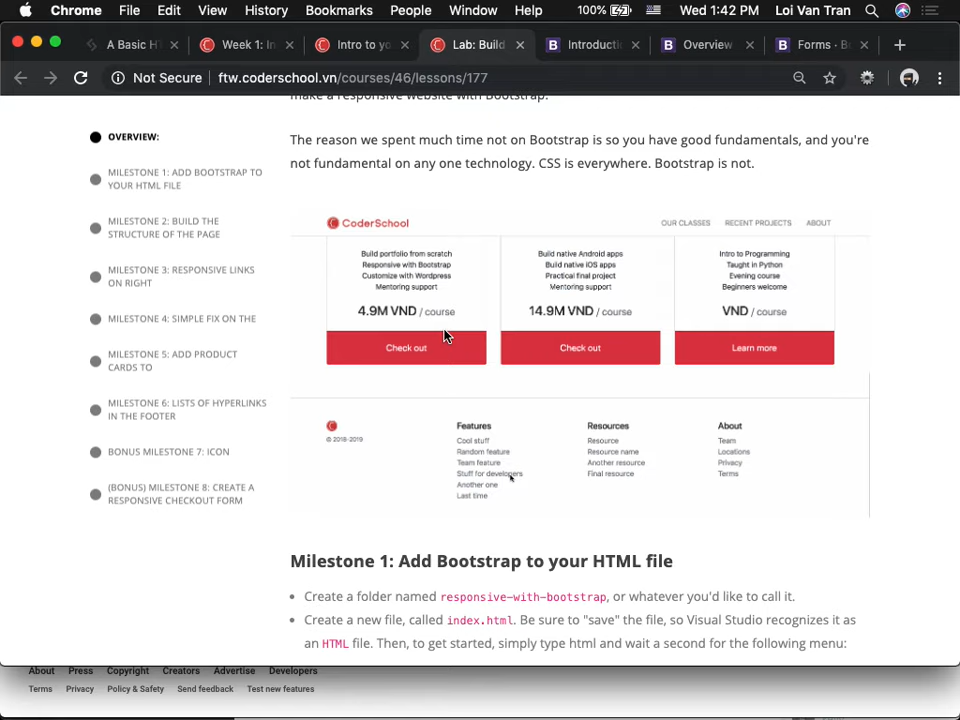 Chrome File Edit View History Bookmarks People Window Help 100% Wed 1:42 PM Loi Van Tran
A Basic H Week 1: In Intro to yo Lab: Build Introducti Overview Forms · B
Not Secure ftw.coderschool.vn/courses/46/lessons/177
make a responsive website with Bootstrap.
The reason we spent much time not on Bootstrap is so you have good fundamentals, and you're
not fundamental on any one technology. CSS is everywhere. Bootstrap is not.
OVERVIEW:
MILESTONE 1: ADD BOOTSTRAP TO
YOUR HTML FILE
MILESTONE 2: BUILD THE
STRUCTURE OF THE PAGE
MILESTONE 3: RESPONSIVE LINKS
ON RIGHT
MILESTONE 4: SIMPLE FIX ON THE
MILESTONE 5: ADD PRODUCT
CARDS TO
MILESTONE 6: LISTS OF HYPERLINKS
IN THE FOOTER
BONUS MILESTONE 7: ICON
(BONUS) MILESTONE 8: CREATE A
RESPONSIVE CHECKOUT FORM
CoderSchool OUR CLASSES RECENT PROJECTS ABOUT
Build portfolio from scratch
Responsive with Bootstrap
Customize with Wordpress
Mentoring support
4.9M VND / course
Check out
Build native Android apps
Build native iOS apps
Practical final project
Mentoring support
14.9M VND / course
Check out
Intro to Programming
Taught in Python
Evening course
Beginners welcome
VND / course
Learn more
© 2018-2019
Features
Cool stuff
Random feature
Team feature
Stuff for developers
Another one
Last time
Resources
Resource
Resource name
Another resource
Final resource
About
Team
Locations
Privacy
Terms
Milestone 1: Add Bootstrap to your HTML file
• Create a folder named responsive-with-bootstrap, or whatever you'd like to call it.
• Create a new file, called index.html. Be sure to "save" the file, so Visual Studio recognizes it as
an HTML file. Then, to get started, simply type html and wait a second for the following menu:
About Press Copyright Creators Advertise Developers
Terms Privacy Policy & Safety Send feedback Test new features